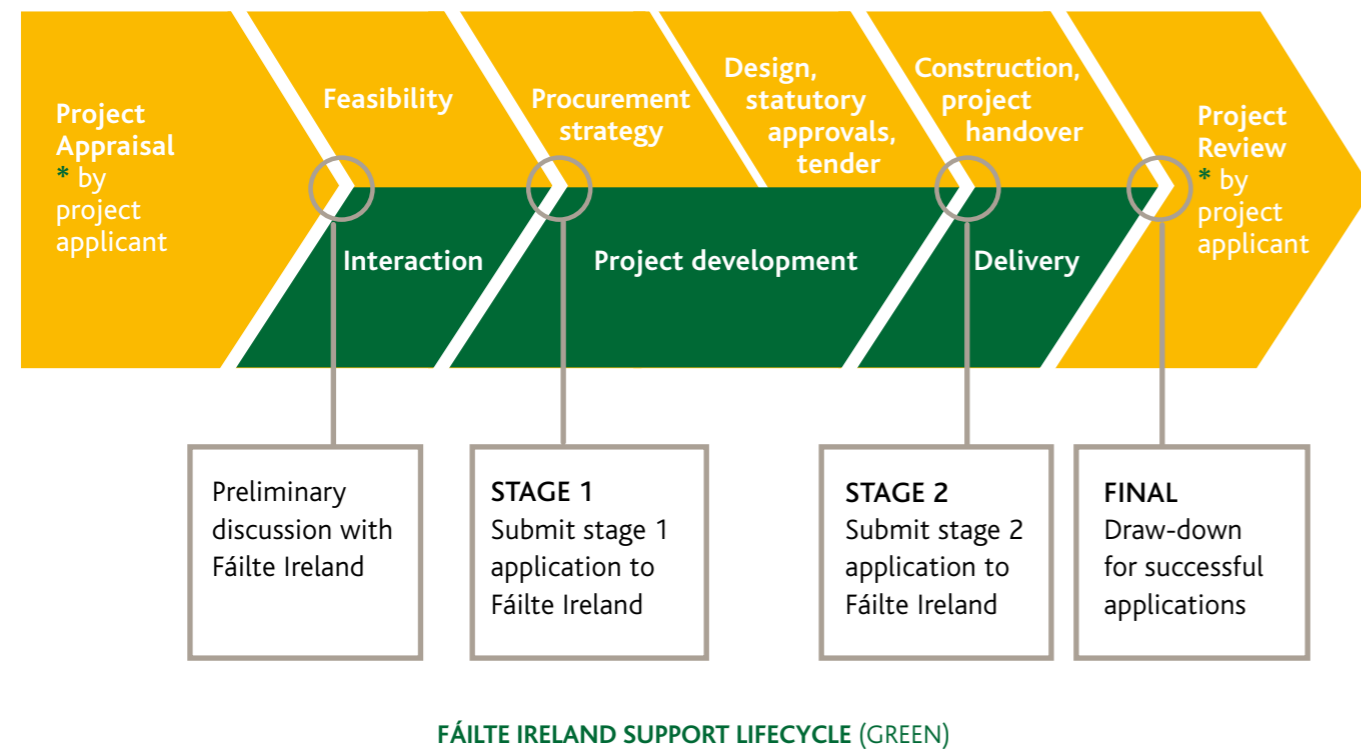 Project
Appraisal
* by
project
applicant
Feasibility
Procurement
strategy
Design,
statutory
approvals,
tender
Construction,
project
handover
Project
Review
* by
project
applicant
Interaction
Project development
Delivery
Preliminary
discussion with
Fáilte Ireland
STAGE 1
Submit stage 1
application to
Fáilte Ireland
STAGE 2
Submit stage 2
application to
Fáilte Ireland
FINAL
Draw-down
for successful
applications
FÁILTE IRELAND SUPPORT LIFECYCLE (GREEN)